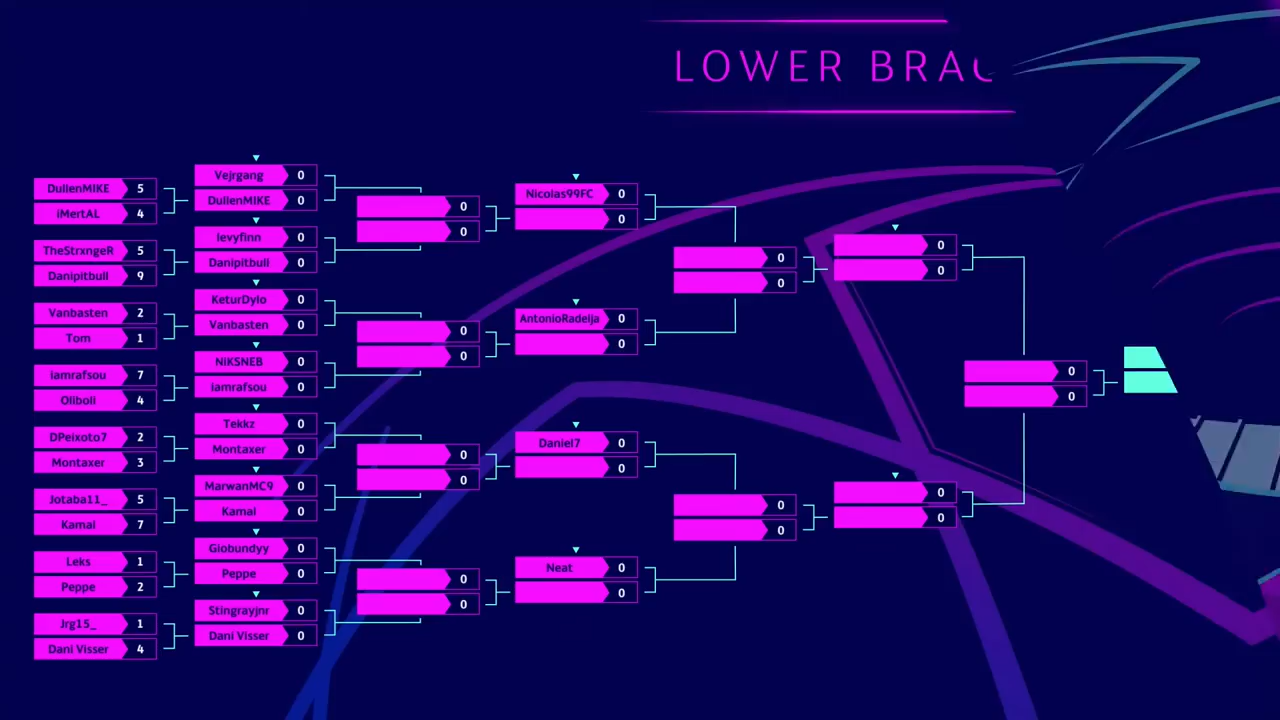 LOWER BRAC
DullenMIKE 5
iMertAL 4
TheStrxngeR 5
Danipitbull 9
Vanbasten 2
Tom 1
Iamrafsou 7
Oliboli 4
DPeixoto7 2
Montaxer 3
Jotaba11_ 5
Kamal 7
Leks 1
Peppe 2
Jrg15_ 1
Dani Visser 4
Vejrgang 0
DullenMIKE 0
levyfinn 0
Danipitbull 0
KeturDylo 0
Vanbasten 0
NIKSNEB 0
Iamrafsou 0
Tekkz 0
Montaxer 0
MarwanMC9 0
Kamal 0
Giobundyy 0
Peppe 0
Stingrayjnr 0
Dani Visser 0
0
0
0
0
0
0
0
0
Nicolas99FC 0
0
AntonioRadelja 0
0
Daniel7 0
0
Neat 0
0
0
0
0
0
0
0
0
0
0
0